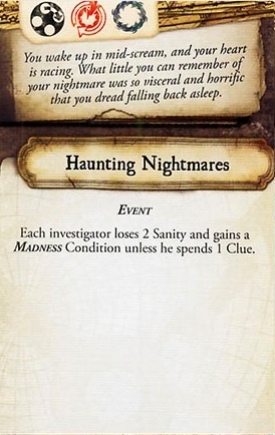 You wake up in mid-scream, and your heart
is racing. What little you can remember of
your nightmare was so visceral and horrific
that you dread falling back asleep.
Haunting Nightmares
EVENT
Each investigator loses 2 Sanity and gains a
MADNESS Condition unless he spends 1 Clue.